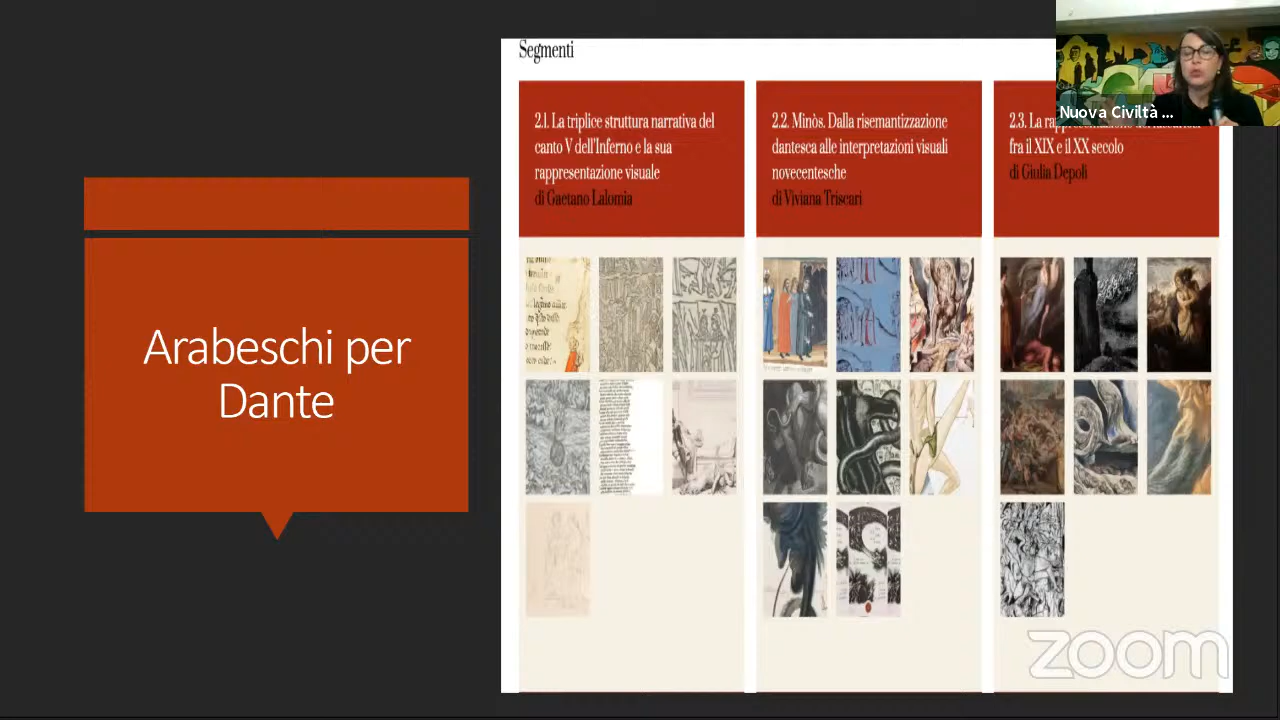 Arabeschi per
Dante
Segmenti
2.1. La triplice struttura narrativa del
canto V dell'Inferno e la sua
rappresentazione visuale
di Gaetano Lalomia
2.2. Minòs. Dalla risemantizzazione
dantesca alle interpretazioni visuali
novecentesche
di Viviana Triscari
2.3. La
fra il XIX e il XX secolo
di Giulia Depoli
Nuova Civiltà ...
zoom